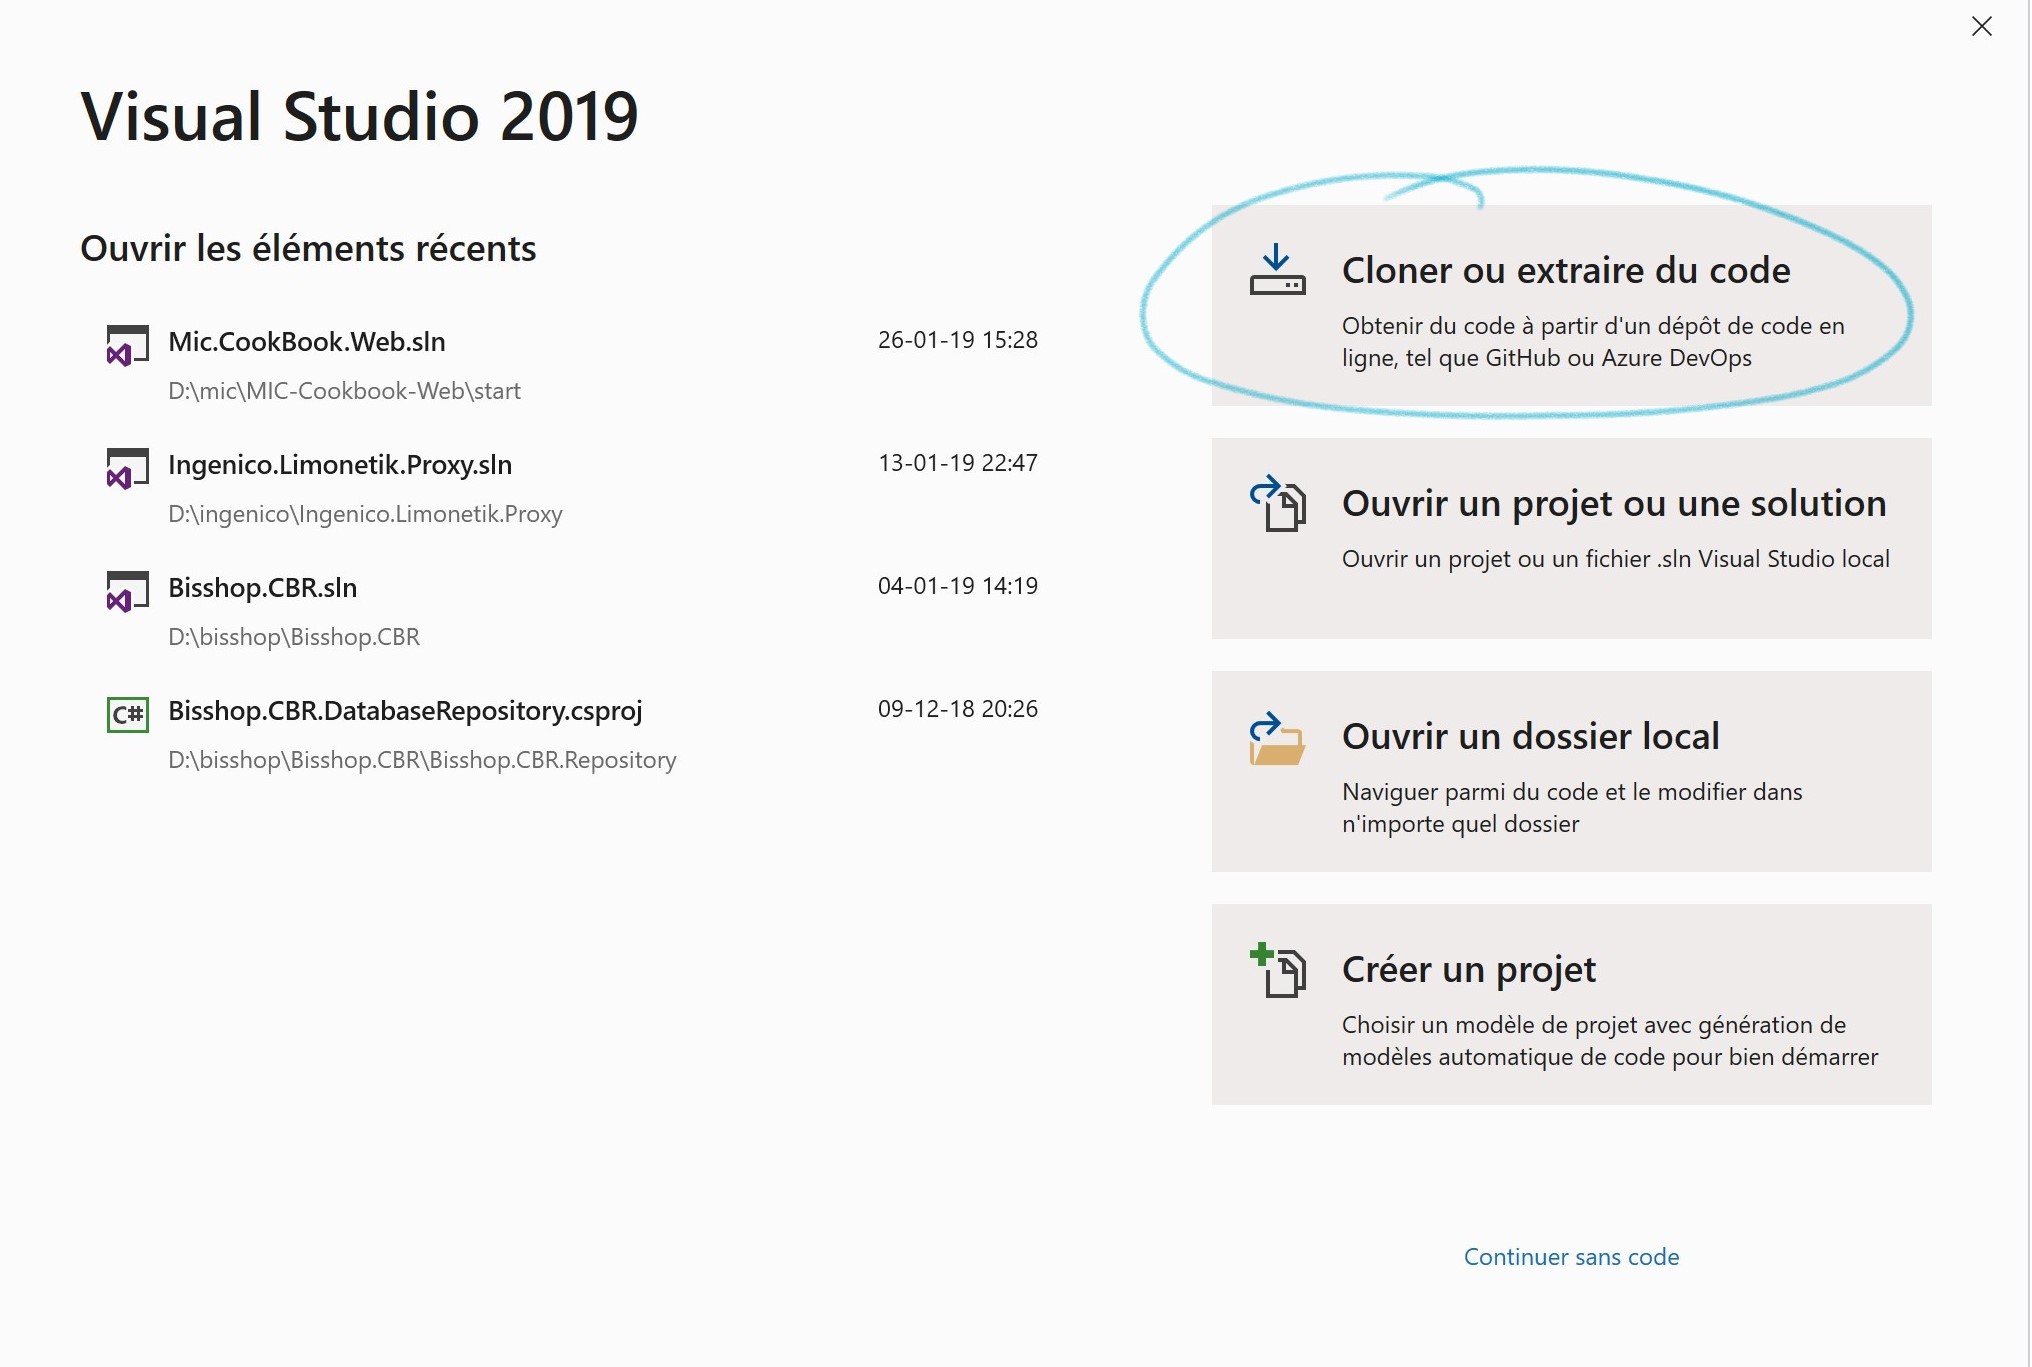 Visual Studio 2019
Ouvrir les éléments récents
Mic.CookBook.Web.sln 26-01-19 15:28
D:\mic\MIC-Cookbook-Web\start
Ingenico.Limonetik.Proxy.sln 13-01-19 22:47
D:\ingenico\Ingenico.Limonetik.Proxy
Bisshop.CBR.sln 04-01-19 14:19
D:\bisshop\Bisshop.CBR
C# Bisshop.CBR.DatabaseRepository.csproj 09-12-18 20:26
D:\bisshop\Bisshop.CBR\Bisshop.CBR.Repository
Cloner ou extraire du code
Obtenir du code à partir d'un dépôt de code en
ligne, tel que GitHub ou Azure DevOps
Ouvrir un projet ou une solution
Ouvrir un projet ou un fichier .sln Visual Studio local
Ouvrir un dossier local
Naviguer parmi du code et le modifier dans
n'importe quel dossier
Créer un projet
Choisir un modèle de projet avec génération de
modèles automatique de code pour bien démarrer
Continuer sans code